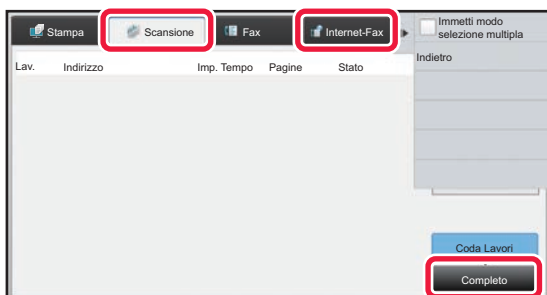 Stampa Scansione Fax Internet-Fax
Immetti modo
selezione multipla
Lav. Indirizzo Imp. Tempo Pagine Stato
Indietro
Coda Lavori
Completo